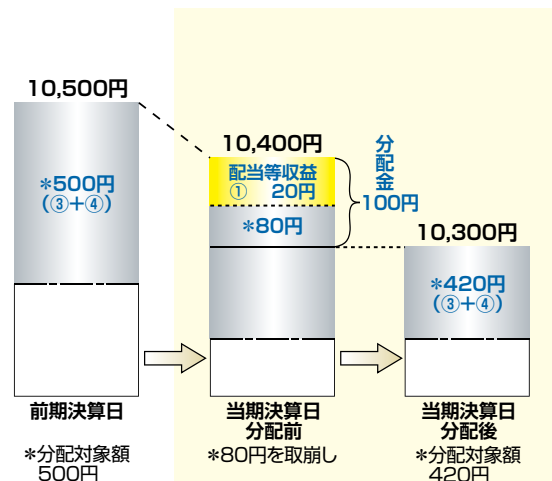 10,500円
*500円
(③+④)
前期決算日
*分配対象額
500円
10,400円
配当等収益
① 20円
*80円
分配金
100円
当期決算日
分配前
*80円を取崩し
10,300円
*420円
(③+④)
当期決算日
分配後
*分配対象額
420円